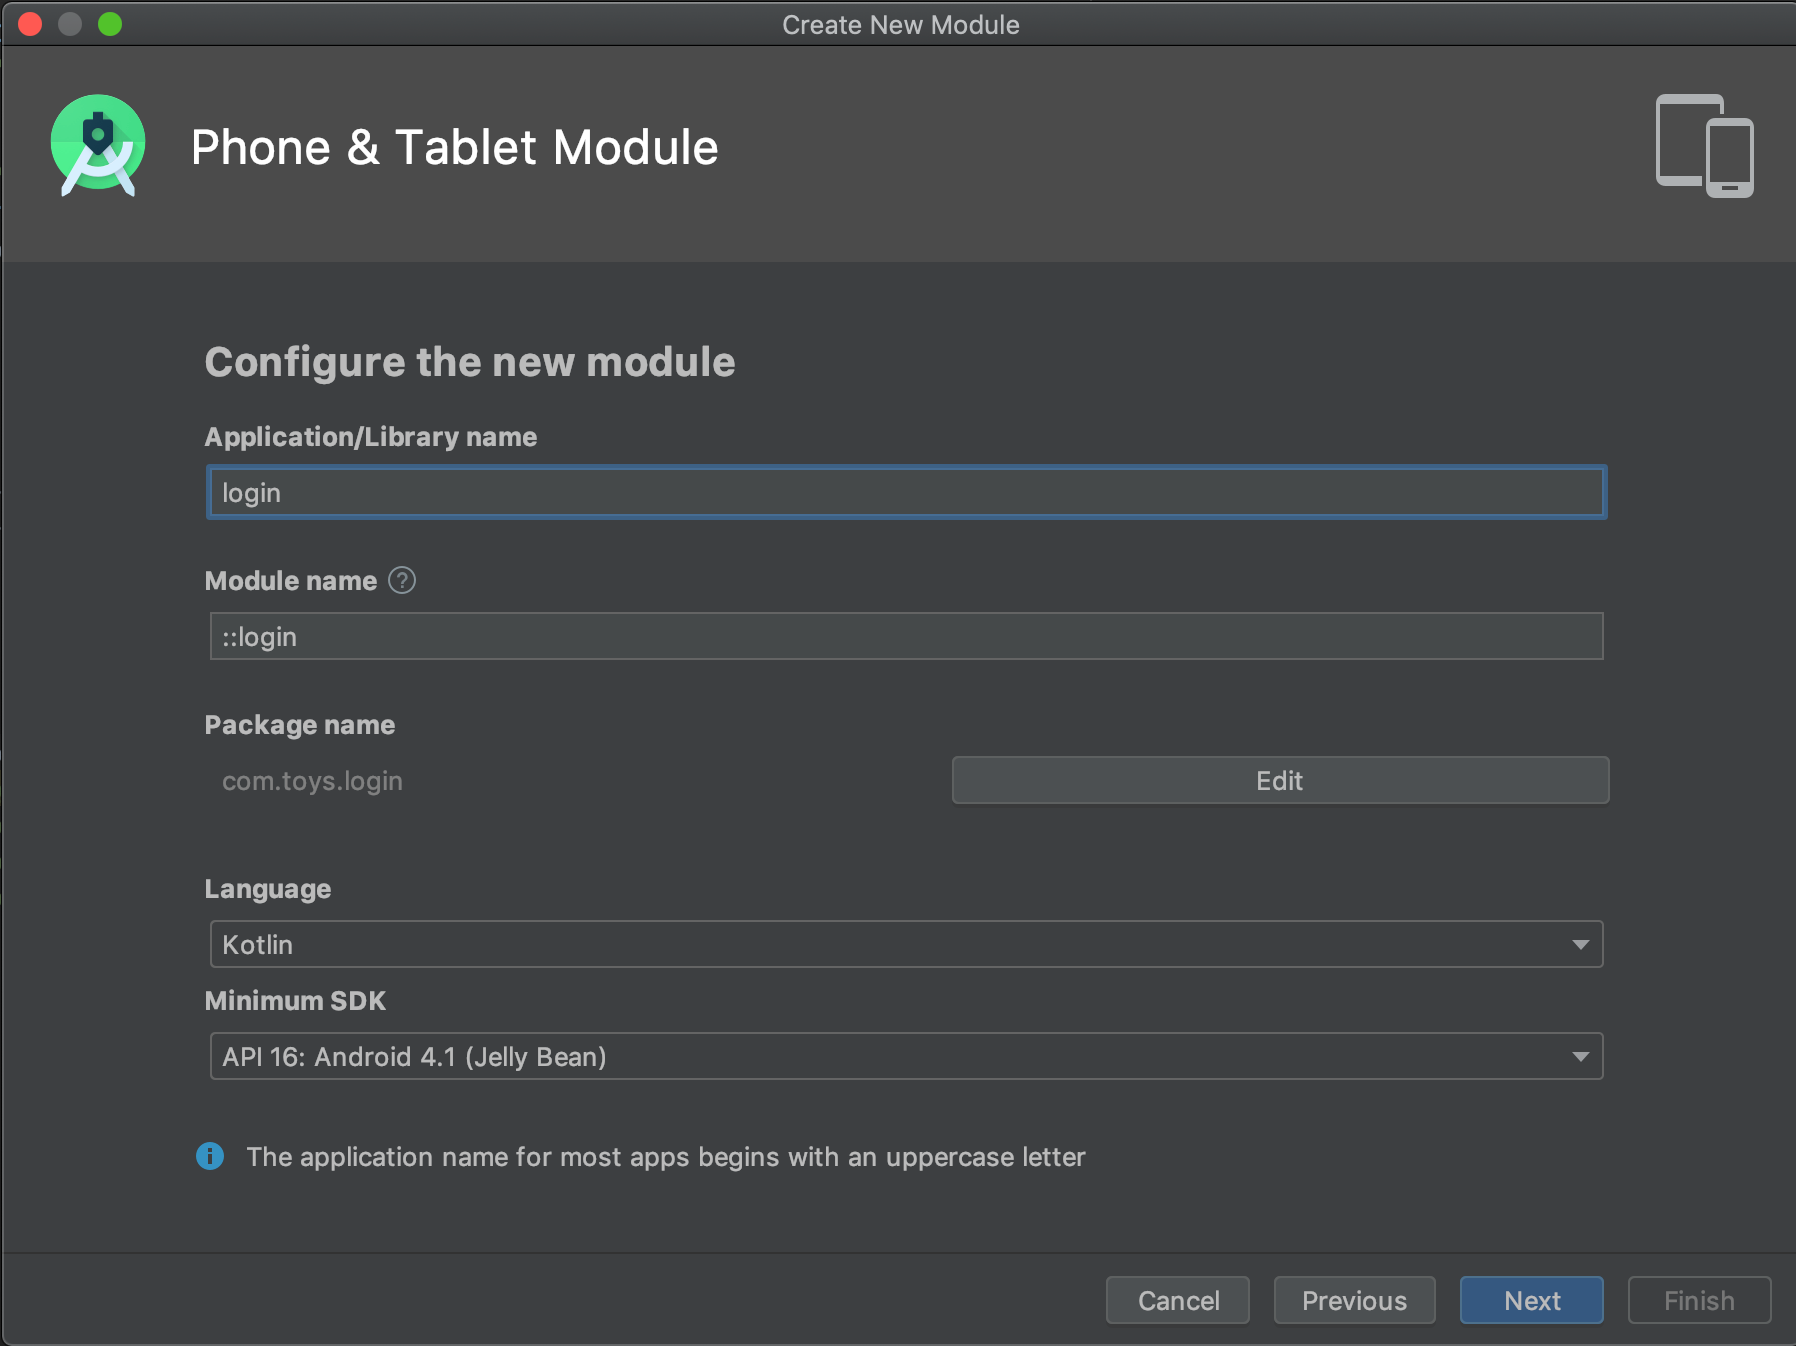 Create New Module
Phone & Tablet Module
Configure the new module
Application/Library name
login
Module name ?
::login
Package name
com.toys.login
Edit
Language
Kotlin
Minimum SDK
API 16: Android 4.1 (Jelly Bean)
The application name for most apps begins with an uppercase letter
Cancel Previous Next Finish